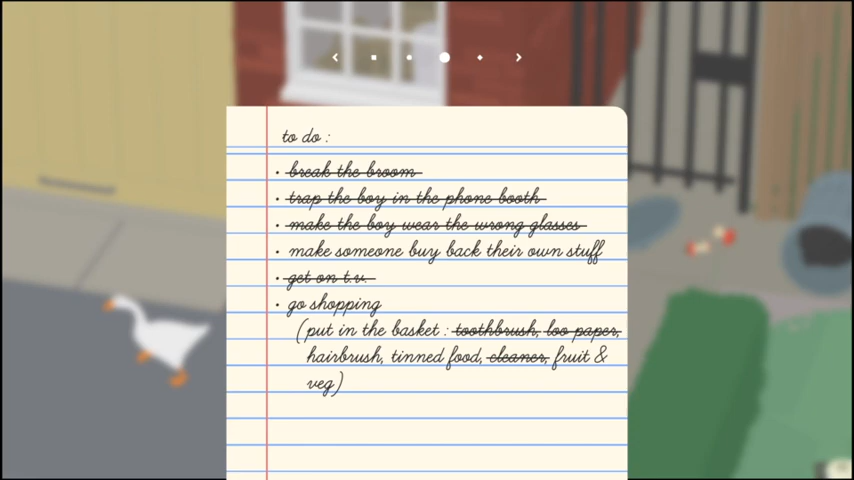 to do :
· break the broom
· trap the boy in the phone booth
· make the boy wear the wrong glasses
· make someone buy back their own stuff
· get on t.v.
· go shopping
(put in the basket : toothbrush, loo paper,
hairbrush, tinned food, cleaner, fruit &
veg)